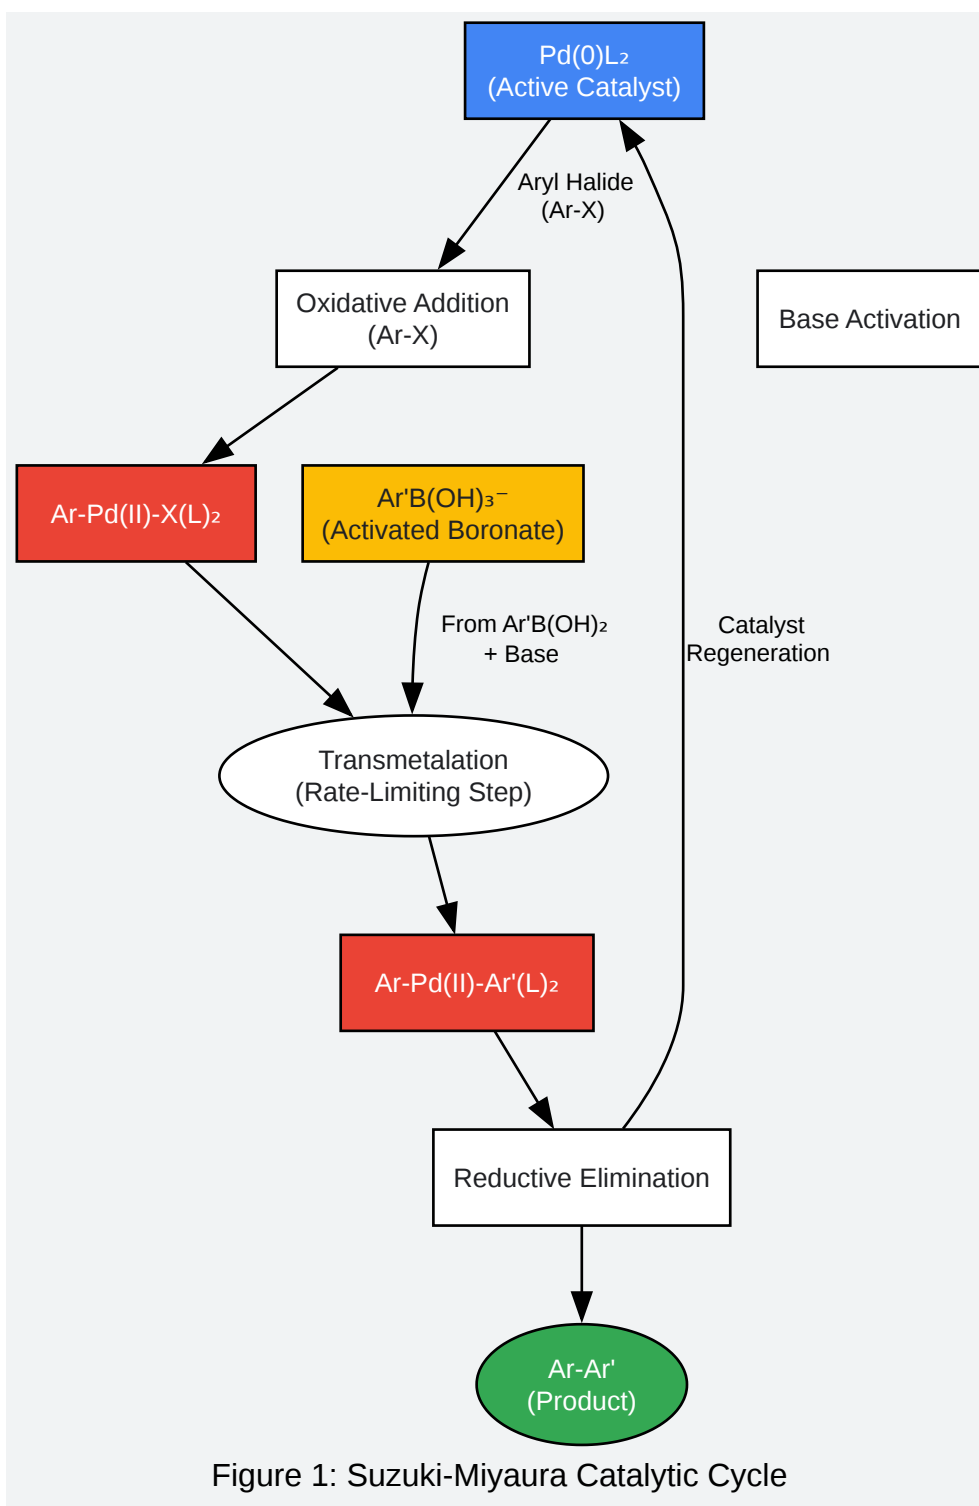 Pd(0)L₂
(Active Catalyst)
Aryl Halide
(Ar-X)
Oxidative Addition
(Ar-X)
Base Activation
Ar-Pd(II)-X(L)₂
Ar'B(OH)₃⁻
(Activated Boronate)
From Ar'B(OH)₂
+ Base
Catalyst
Regeneration
Transmetalation
(Rate-Limiting Step)
Ar-Pd(II)-Ar'(L)₂
Reductive Elimination
Ar-Ar'
(Product)
Figure 1: Suzuki-Miyaura Catalytic Cycle